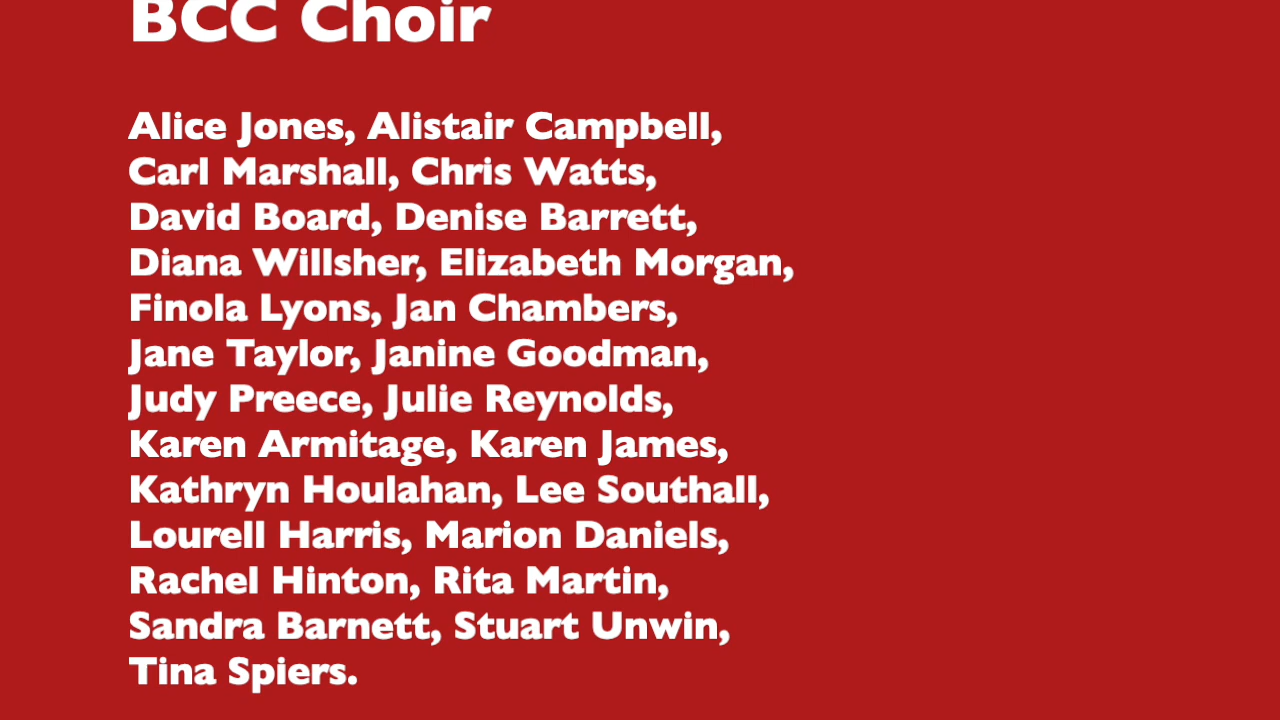 BCC Choir
Alice Jones, Alistair Campbell,
Carl Marshall, Chris Watts,
David Board, Denise Barrett,
Diana Willsher, Elizabeth Morgan,
Finola Lyons, Jan Chambers,
Jane Taylor, Janine Goodman,
Judy Preece, Julie Reynolds,
Karen Armitage, Karen James,
Kathryn Houlahan, Lee Southall,
Lourell Harris, Marion Daniels,
Rachel Hinton, Rita Martin,
Sandra Barnett, Stuart Unwin,
Tina Spiers.